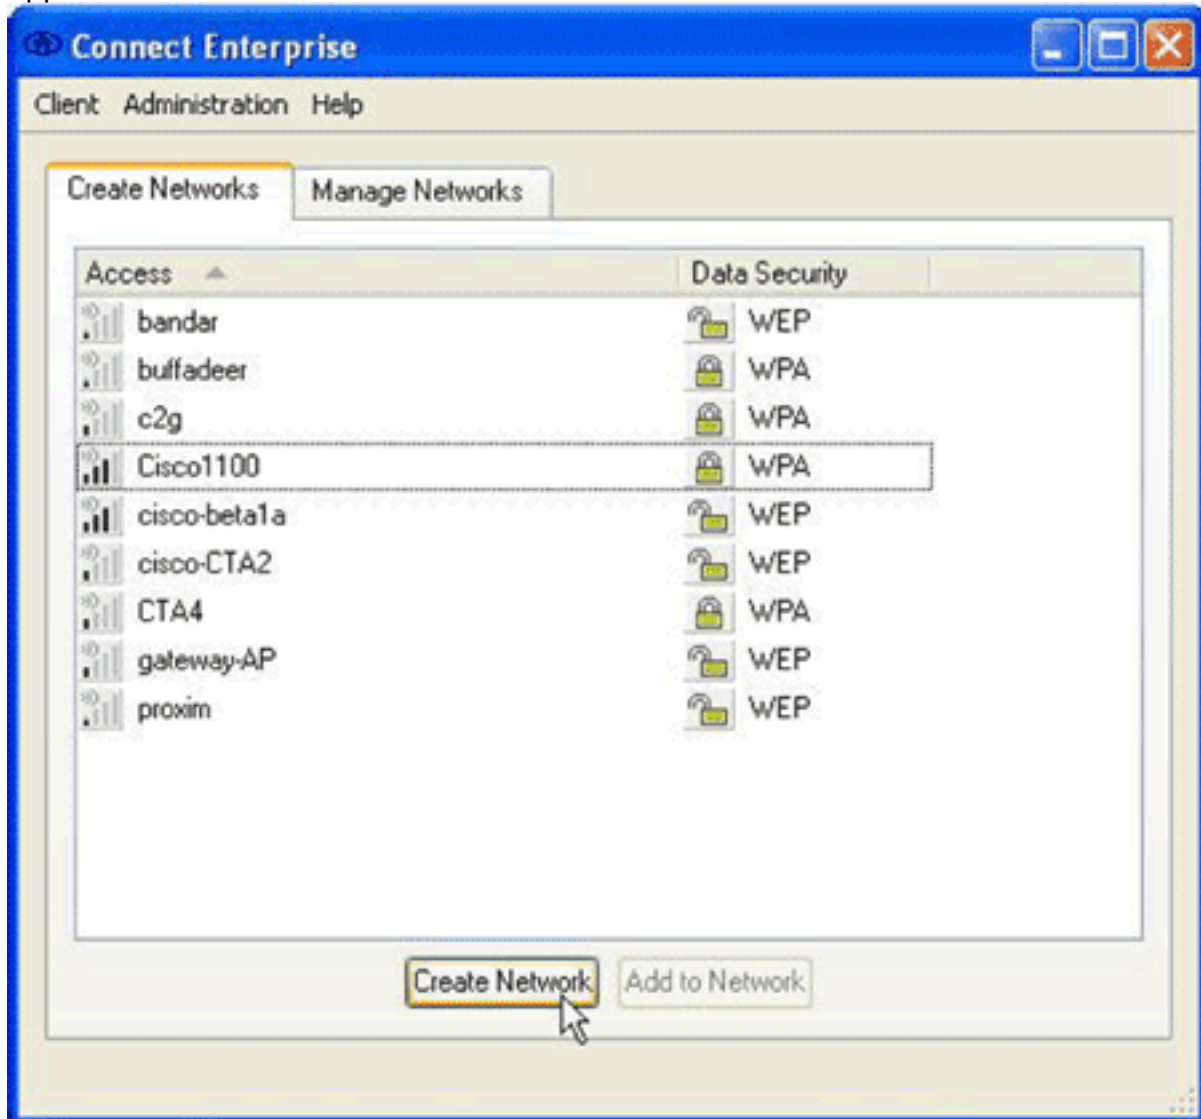 Connect Enterprise
Client Administration Help
Create Networks Manage Networks
Access Data Security
bandar WEP
buffadeer WPA
c2g WPA
Cisco1100 WPA
cisco-beta1a WEP
cisco-CTA2 WEP
CTA4 WPA
gateway-AP WEP
proxim WEP
Create Network Add to Network